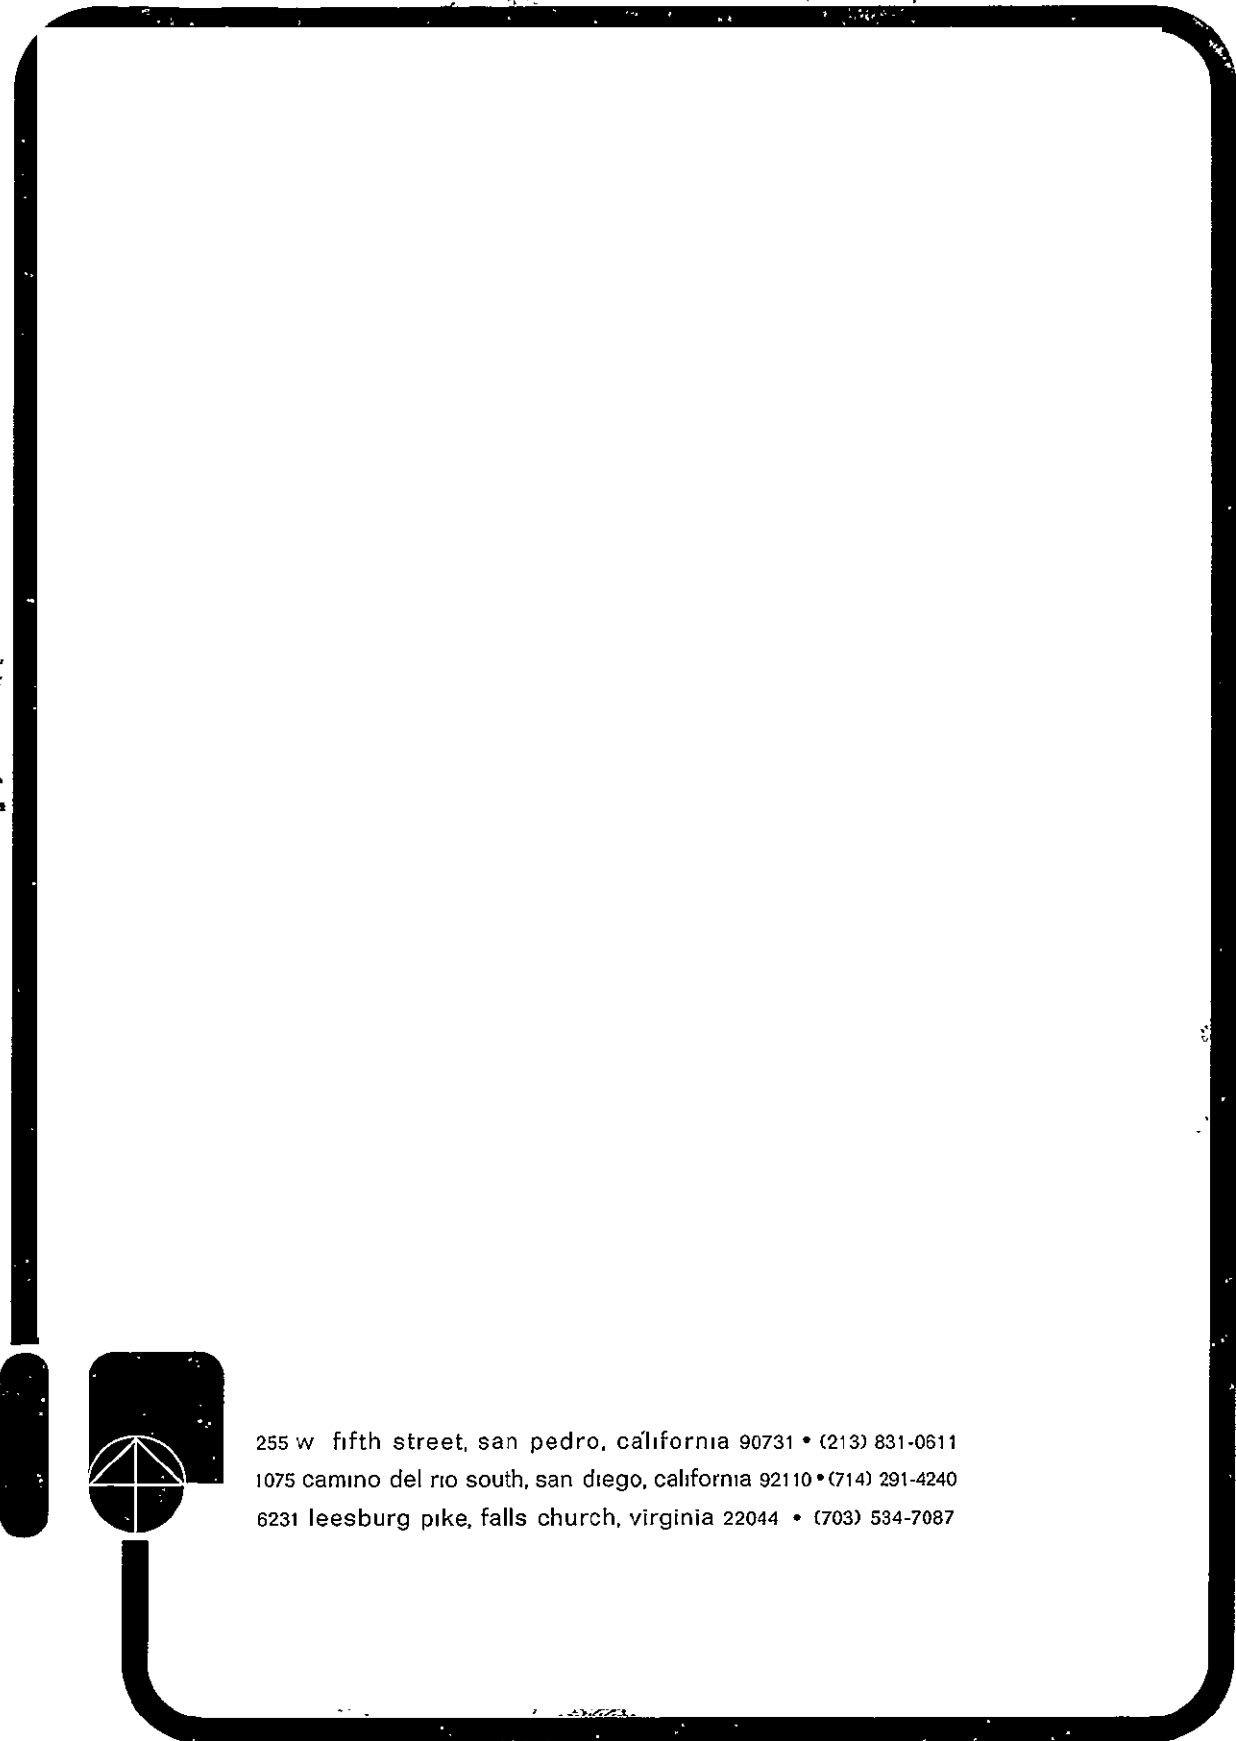 255 w fifth street, san pedro, california 90731 • (213) 831-0611
1075 camino del rio south, san diego, california 92110 • (714) 291-4240
6231 leesburg pike, falls church, virginia 22044 • (703) 534-7087